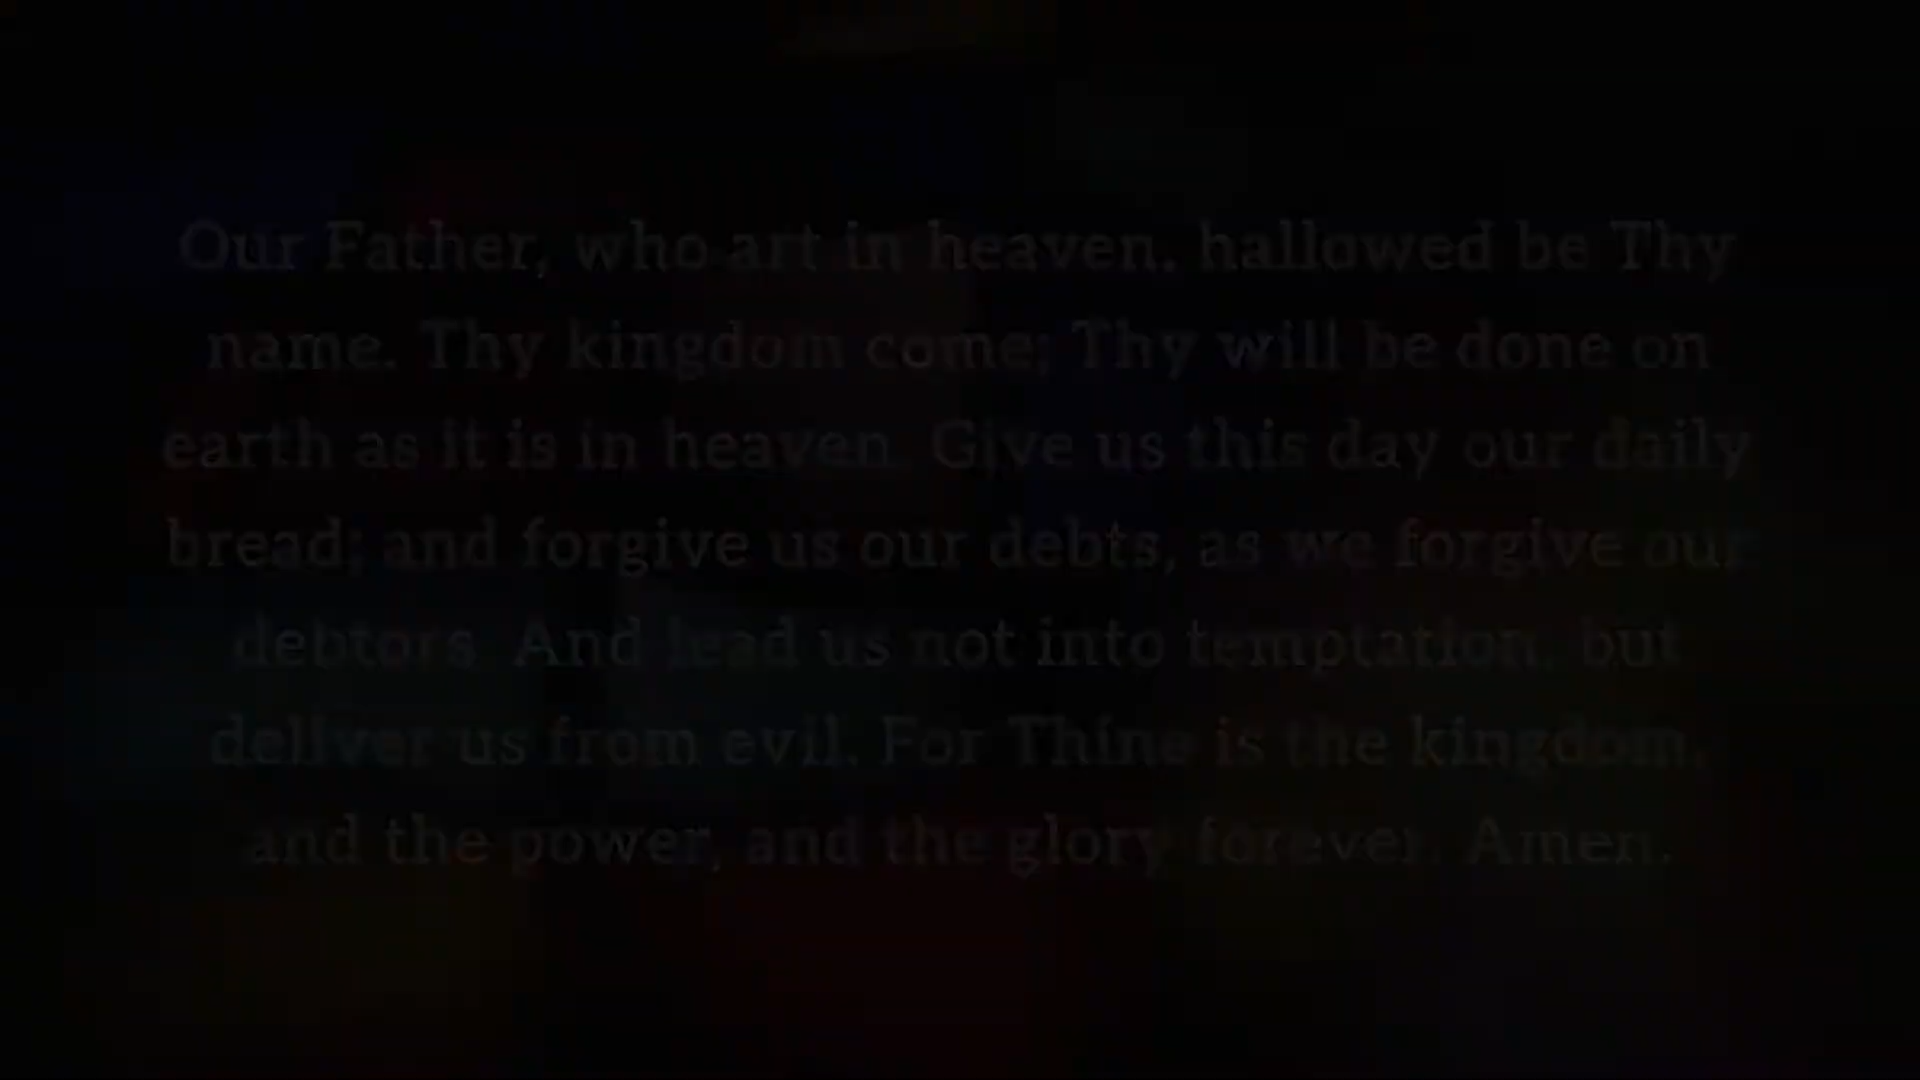 Our Father, who art in heaven, hallowed be Thy
name. Thy kingdom come; Thy will be done on
earth as it is in heaven. Give us this day our daily
bread; and forgive us our debts, as we forgive our
debtors. And lead us not into temptation, but
deliver us from evil. For Thine is the kingdom,
and the power, and the glory forever. Amen.